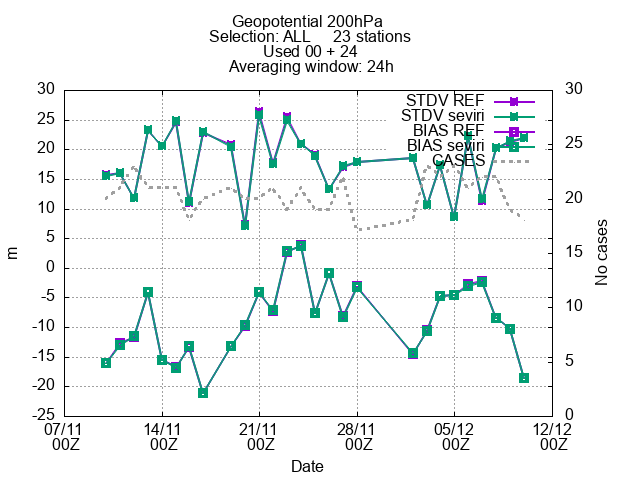 Geopotential 200hPa
Selection: ALL 23 stations
Used 00 + 24
Averaging window: 24h
30 30
STDV REF
STDV seviri
BIAS REF
BIAS seviri
CASES
25 25
20 20
15 15
10 10
5 5
0 0
-5
-10
-15
-20
-25
m
No cases
07/11 14/11 21/11 28/11 05/12 12/12
00Z 00Z 00Z 00Z 00Z 00Z
Date